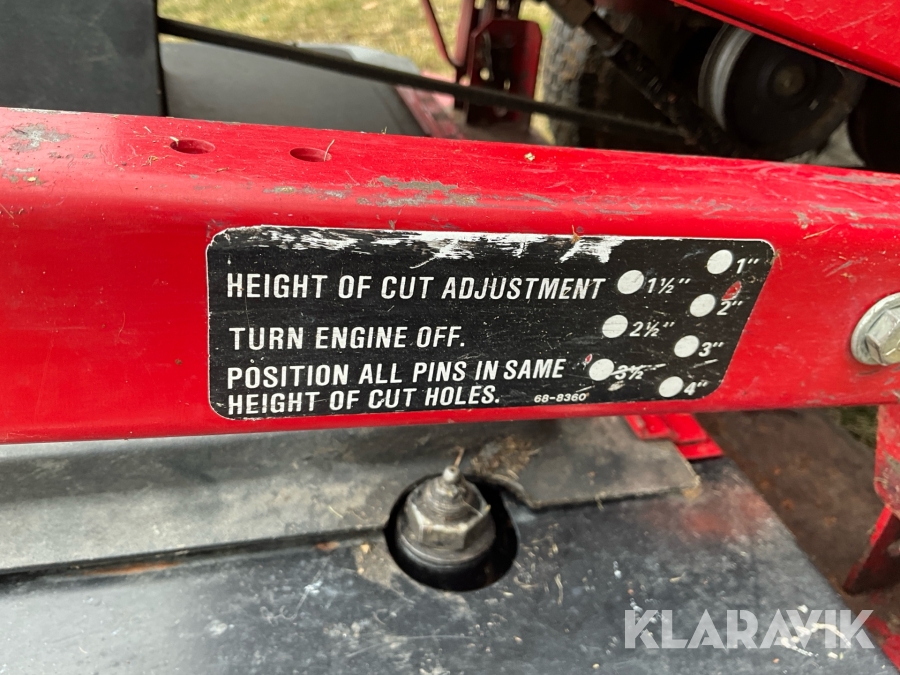 HEIGHT OF CUT ADJUSTMENT
TURN ENGINE OFF.
POSITION ALL PINS IN SAME
HEIGHT OF CUT HOLES.
68-8360
1"
1½"
2"
2½"
3"
3½"
4"
KLARAVIK